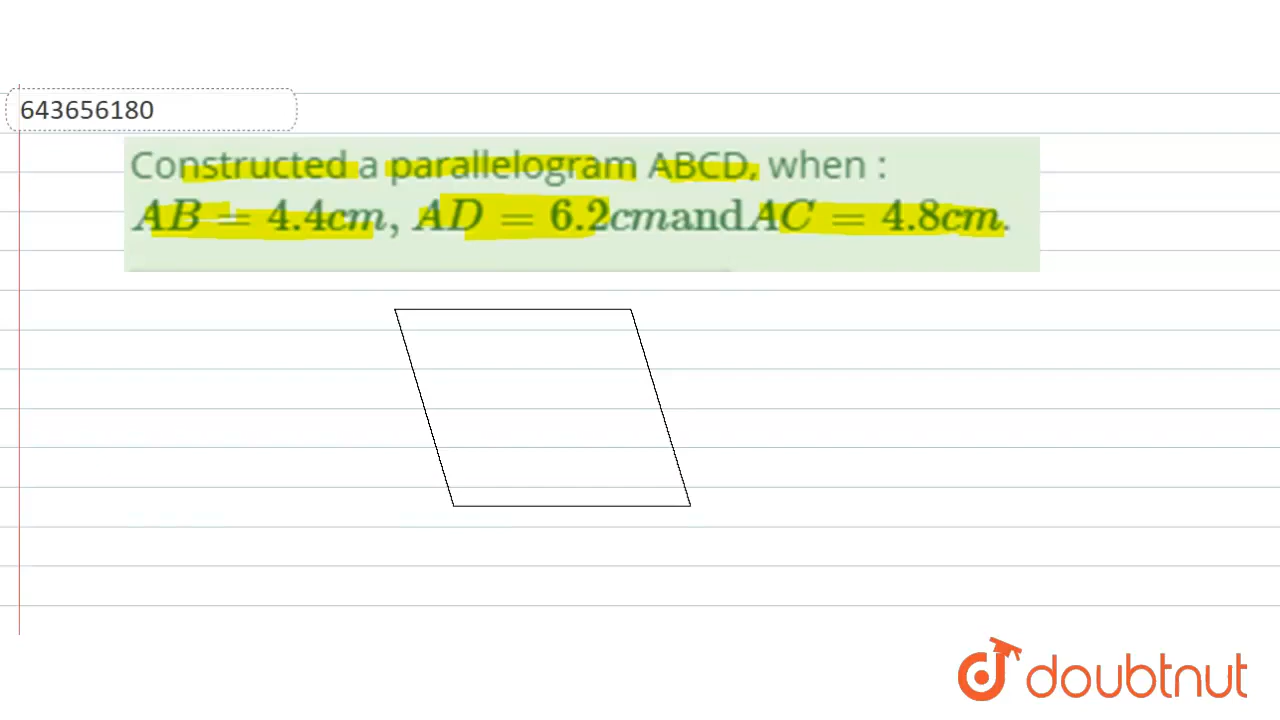 643656180
Constructed a parallelogram ABCD, when :
AB = 4.4cm, AD = 6.2cmandAC = 4.8cm.
doubtnut